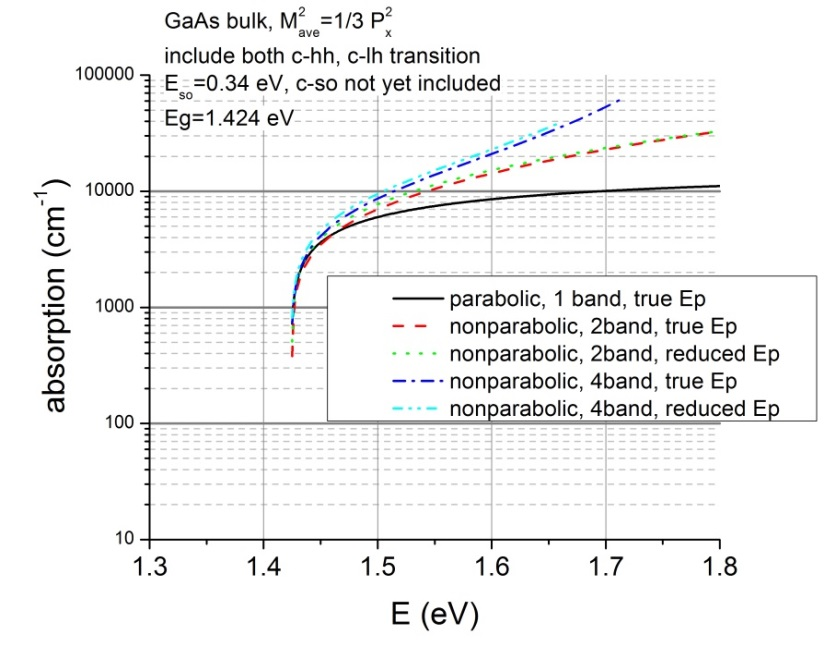 GaAs bulk, M²ave=1/3 P²x
include both c-hh, c-lh transition
Eso=0.34 eV, c-so not yet included
Eg=1.424 eV
100000
10000
1000
100
10
absorption (cm⁻¹)
parabolic, 1 band, true Ep
nonparabolic, 2band, true Ep
nonparabolic, 2band, reduced Ep
nonparabolic, 4band, true Ep
nonparabolic, 4band, reduced Ep
1.3 1.4 1.5 1.6 1.7 1.8
E (eV)